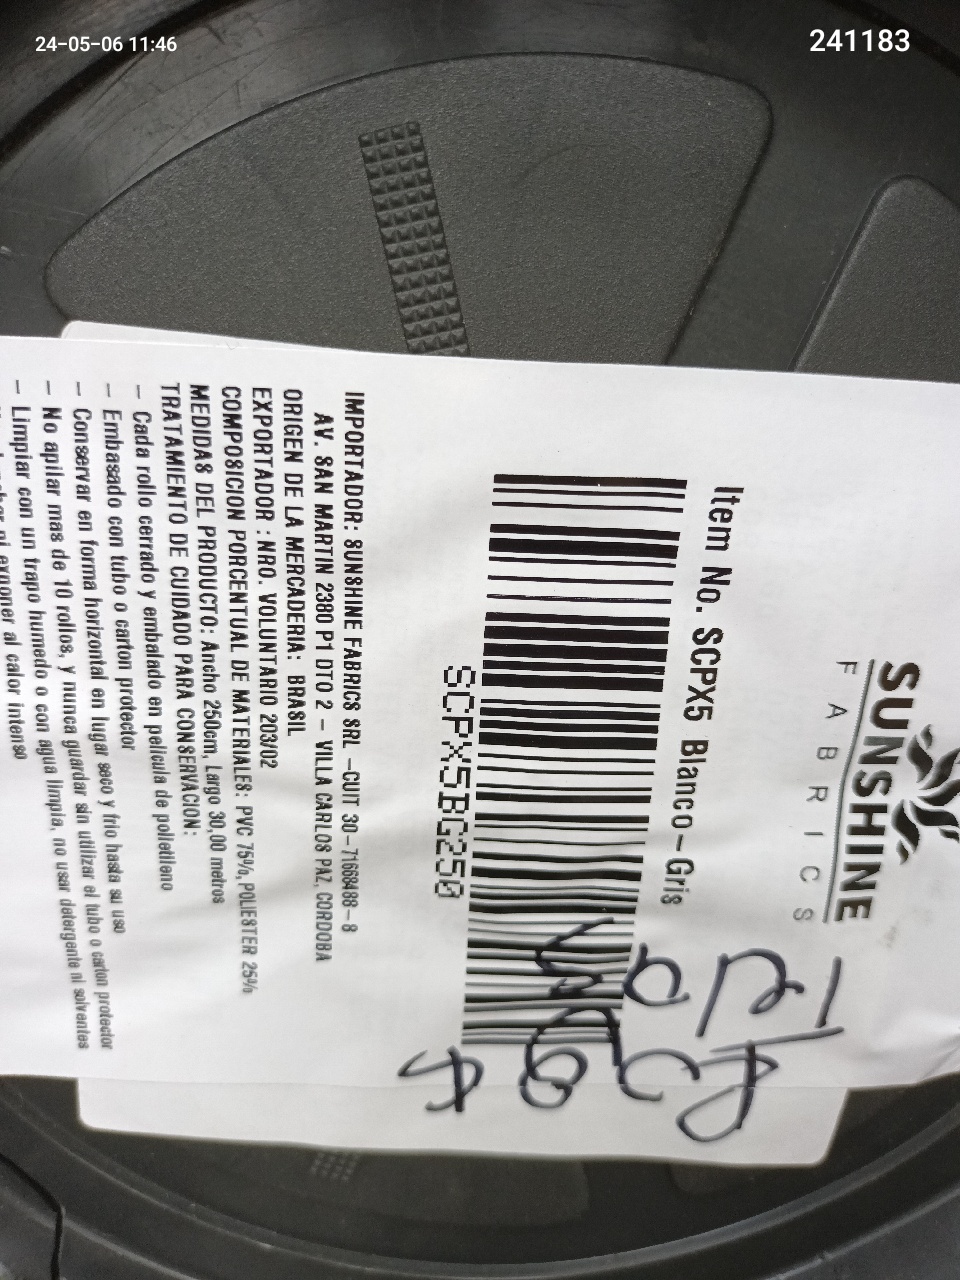 24-05-06 11:46
241183
SUNSHINE
FABRICS
Item No. SCPX5 Blanco-Gris
SCPX5BG250
IMPORTADOR: SUNSHINE FABRICS SRL -CUIT 30-71668488-8
AV. SAN MARTIN 2380 P1 DTO 2 - VILLA CARLOS PAZ, CORDOBA
ORIGEN DE LA MERCADERIA: BRASIL
EXPORTADOR : NRO. VOLUNTARIO 203/02
COMPOSICION PORCENTUAL DE MATERIALES: PVC 75%, POLIESTER 25%
MEDIDAS DEL PRODUCTO: Ancho 250cm, Largo 30,00 metros
TRATAMIENTO DE CUIDADO PARA CONSERVACION:
- Cada rollo cerrado y embalado en pelicula de polietileno
- Embasado con tubo o carton protector
- Conservar en forma horizontal en lugar seco y frio hasta su uso
- No apilar mas de 10 rollos, y nunca guardar sin utilizar el tubo o carton protector
- Limpiar con un trapo humedo o con agua limpia, no usar detergente ni solventes
ni exponer al calor intenso